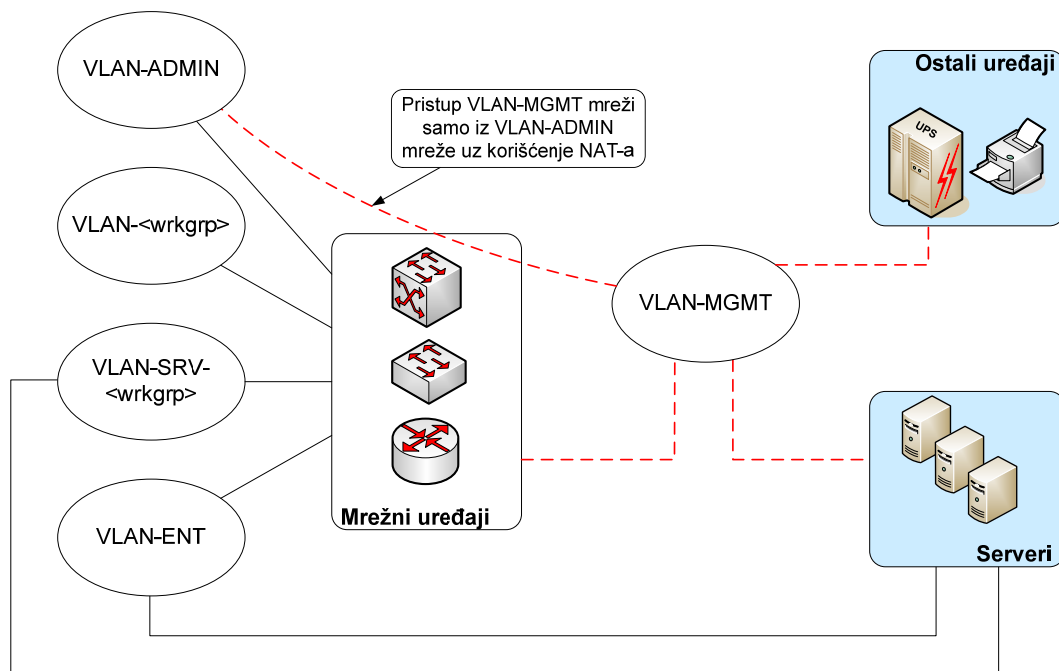 VLAN-ADMIN
Pristup VLAN-MGMT mreži
samo iz VLAN-ADMIN
mreže uz korišćenje NAT-a
Ostali uređaji
UPS
VLAN-<wrkgrp>
VLAN-MGMT
VLAN-SRV-
<wrkgrp>
Mrežni uređaji
VLAN-ENT
Serveri